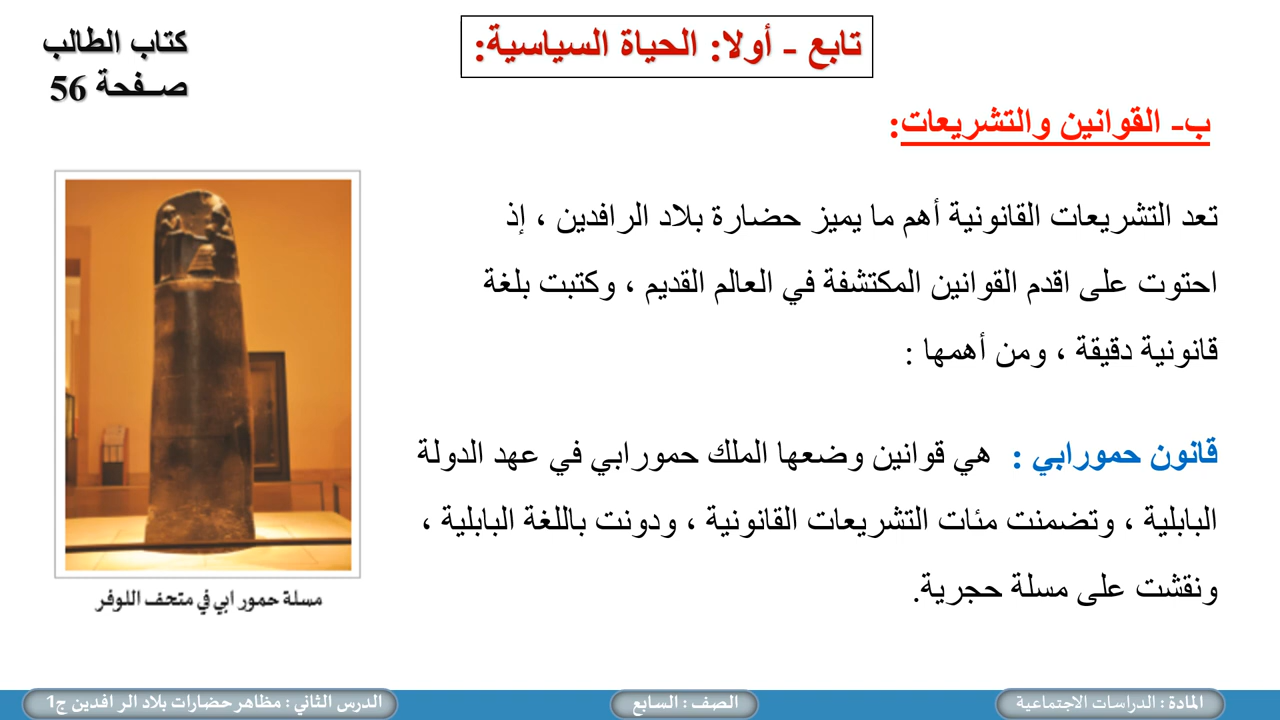 تابع - أولا: الحياة السياسية:
كتاب الطالب
صــفحة 56
ب- القوانين والتشريعات:
تعد التشريعات القانونية أهم ما يميز حضارة بلاد الرافدين ، إذ
احتوت على اقدم القوانين المكتشفة في العالم القديم ، وكتبت بلغة
قانونية دقيقة ، ومن أهمها :
قانون حمورابي : هي قوانين وضعها الملك حمورابي في عهد الدولة
البابلية ، وتضمنت مئات التشريعات القانونية ، ودونت باللغة البابلية ،
ونقشت على مسلة حجرية.
مسلة حمورابي في متحف اللوفر
المادة : الدراسات الاجتماعية
الصف : السابع
الدرس الثاني : مظاهر حضارات بلاد الرافدين ج1